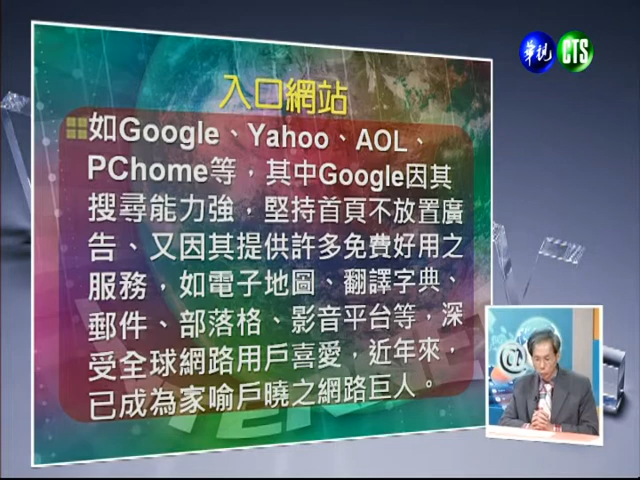 華視 CTS
入口網站
如Google、Yahoo、AOL、
PChome等，其中Google因其
搜尋能力強，堅持首頁不放置廣
告、又因其提供許多免費好用之
服務，如電子地圖、翻譯字典、
郵件、部落格、影音平台等，深
受全球網路用戶喜愛，近年來，
已成為家喻戶曉之網路巨人。
@